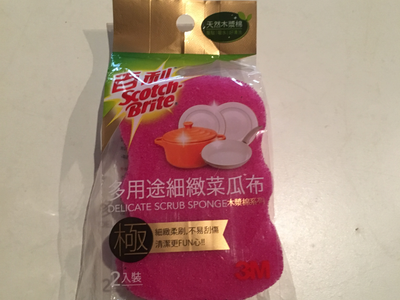 天然木漿棉
百利
Scotch-Brite
多用途細緻菜瓜布
DELICATE SCRUB SPONGE 木漿棉系列
極
細緻柔刷,不易刮傷
清潔更FUN心!!
2入裝
3M